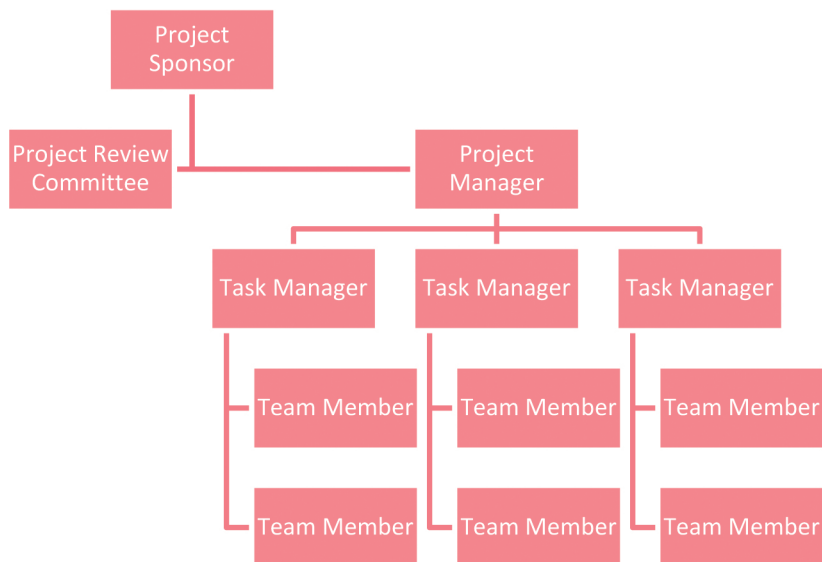 Project
Sponsor
Project Review
Committee
Project
Manager
Task Manager
Task Manager
Task Manager
Team Member
Team Member
Team Member
Team Member
Team Member
Team Member